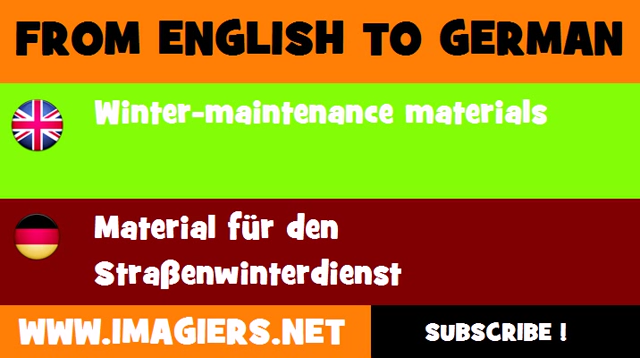 FROM ENGLISH TO GERMAN
Winter-maintenance materials
Material für den
Straßenwinterdienst
WWW.IMAGIERS.NET
SUBSCRIBE !